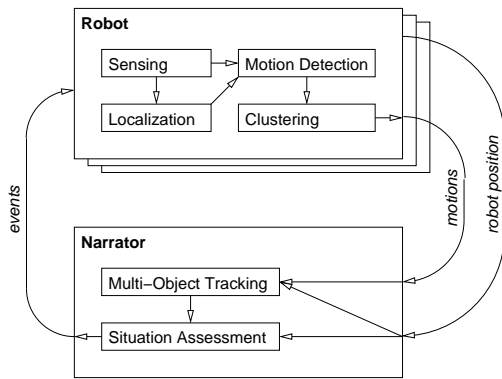 Robot
Sensing
Motion Detection
Localization
Clustering
events
motions
robot position
Narrator
Multi−Object Tracking
Situation Assessment